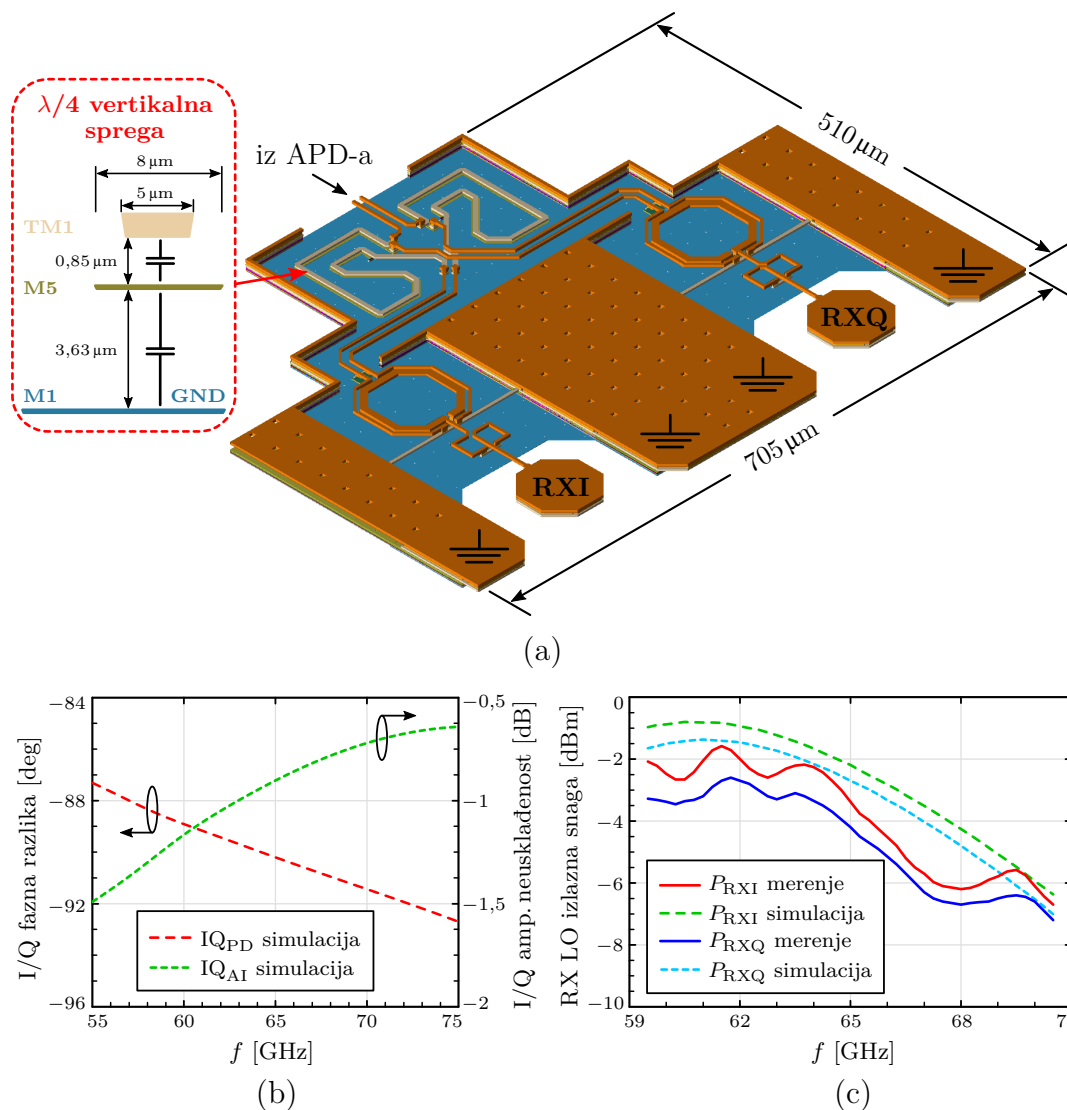 λ/4 vertikalna
sprega
8 µm
5 µm
TM1
0,85 µm
M5
3,63 µm
M1
GND
iz APD-a
510 µm
705 µm
RXQ
RXI
(a)
−84
−88
−92
−96
55
60
65
70
75
−0,5
−1
−1,5
−2
I/Q fazna razlika [deg]
I/Q amp. neuskladenost [dB]
IQPD simulacija
IQAI simulacija
f [GHz]
(b)
0
−2
−4
−6
−8
−10
59
62
65
68
7
RX LO izlazna snaga [dBm]
PRXI merenje
PRXI simulacija
PRXQ merenje
PRXQ simulacija
f [GHz]
(c)